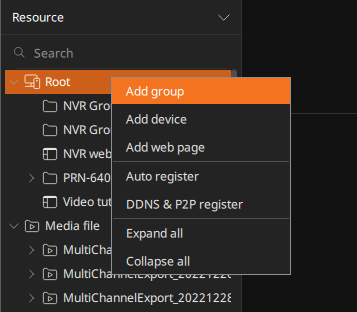 Resource
Search
Root
Add group
NVR Gro
Add device
NVR Gro
Add web page
NVR web
Auto register
PRN-640
DDNS & P2P register
Video tut
Expand all
Media file
Collapse all
MultiCha
MultiChannelExport_20221228
MultiChannelExport_20221228